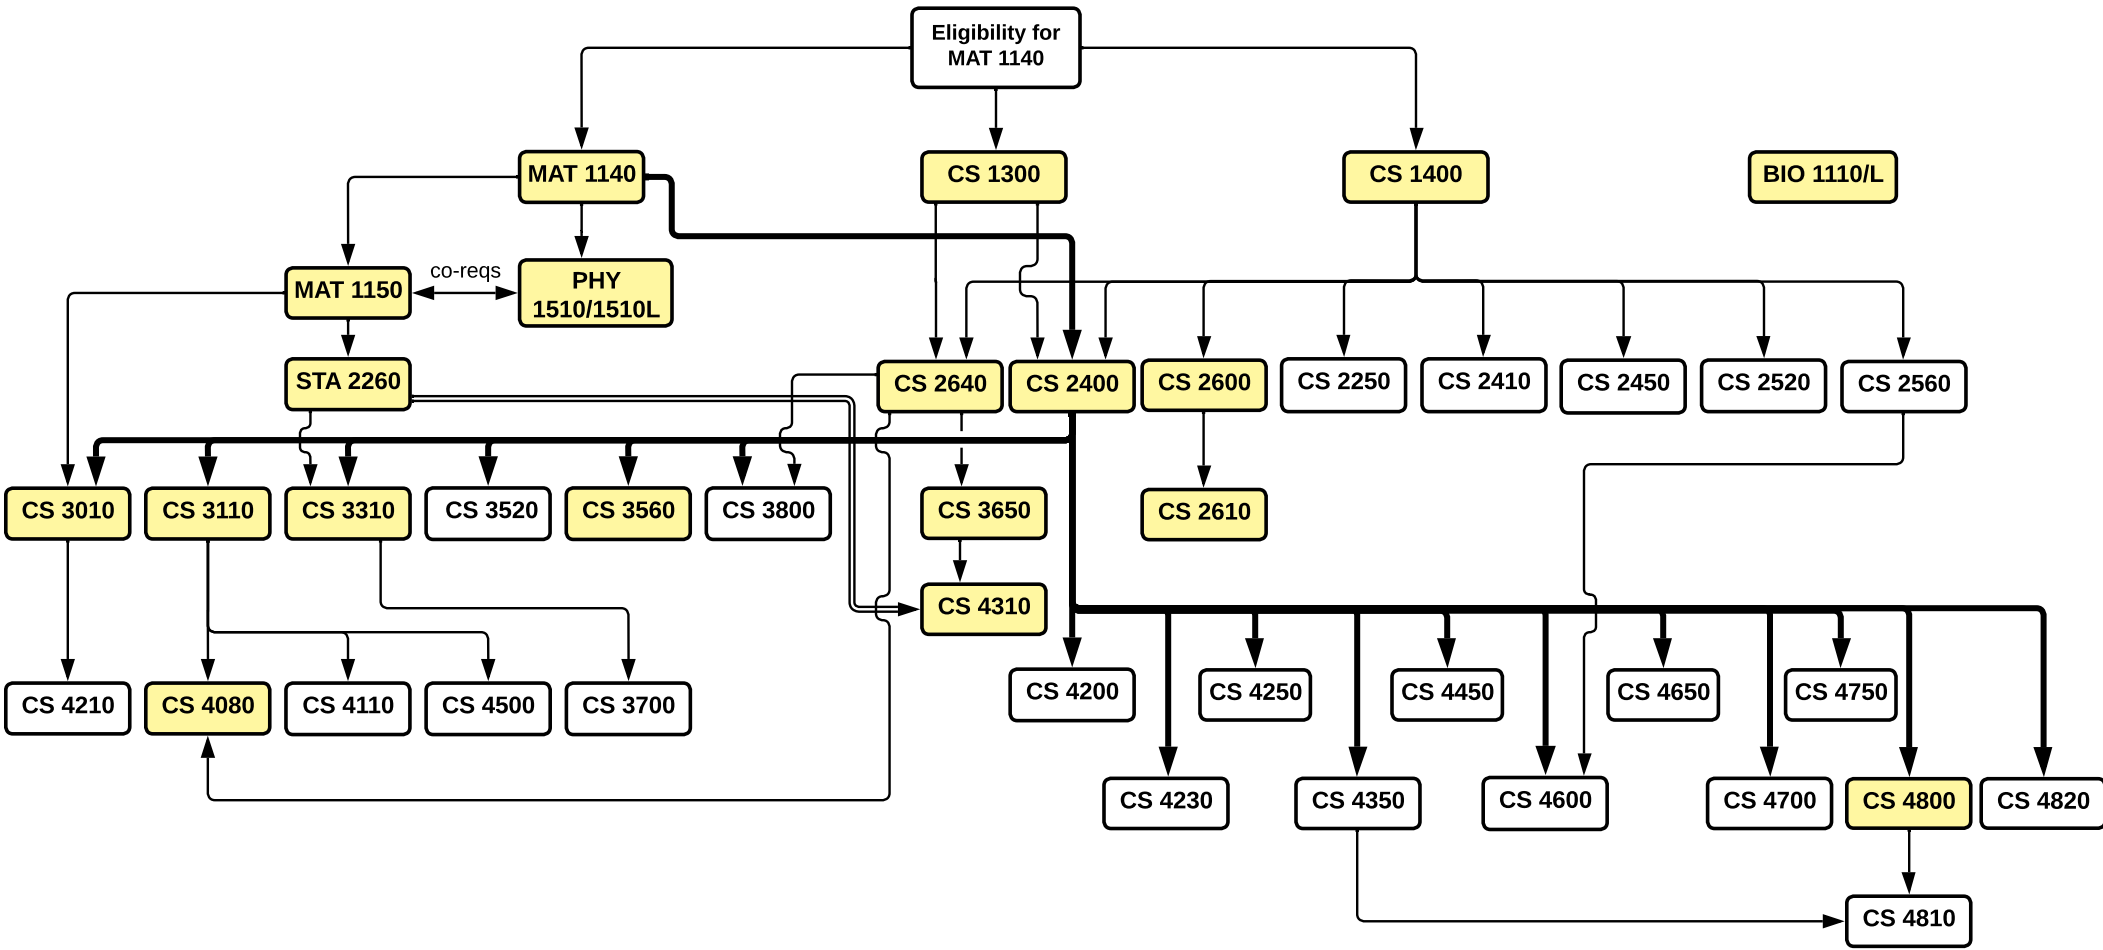 Eligibility for
MAT 1140
MAT 1140
CS 1300
CS 1400
BIO 1110/L
MAT 1150
co-reqs
PHY
1510/1510L
STA 2260
CS 2640
CS 2400
CS 2600
CS 2250
CS 2410
CS 2450
CS 2520
CS 2560
CS 3010
CS 3110
CS 3310
CS 3520
CS 3560
CS 3800
CS 3650
CS 2610
CS 4310
CS 4210
CS 4080
CS 4110
CS 4500
CS 3700
CS 4200
CS 4250
CS 4450
CS 4650
CS 4750
CS 4230
CS 4350
CS 4600
CS 4700
CS 4800
CS 4820
CS 4810